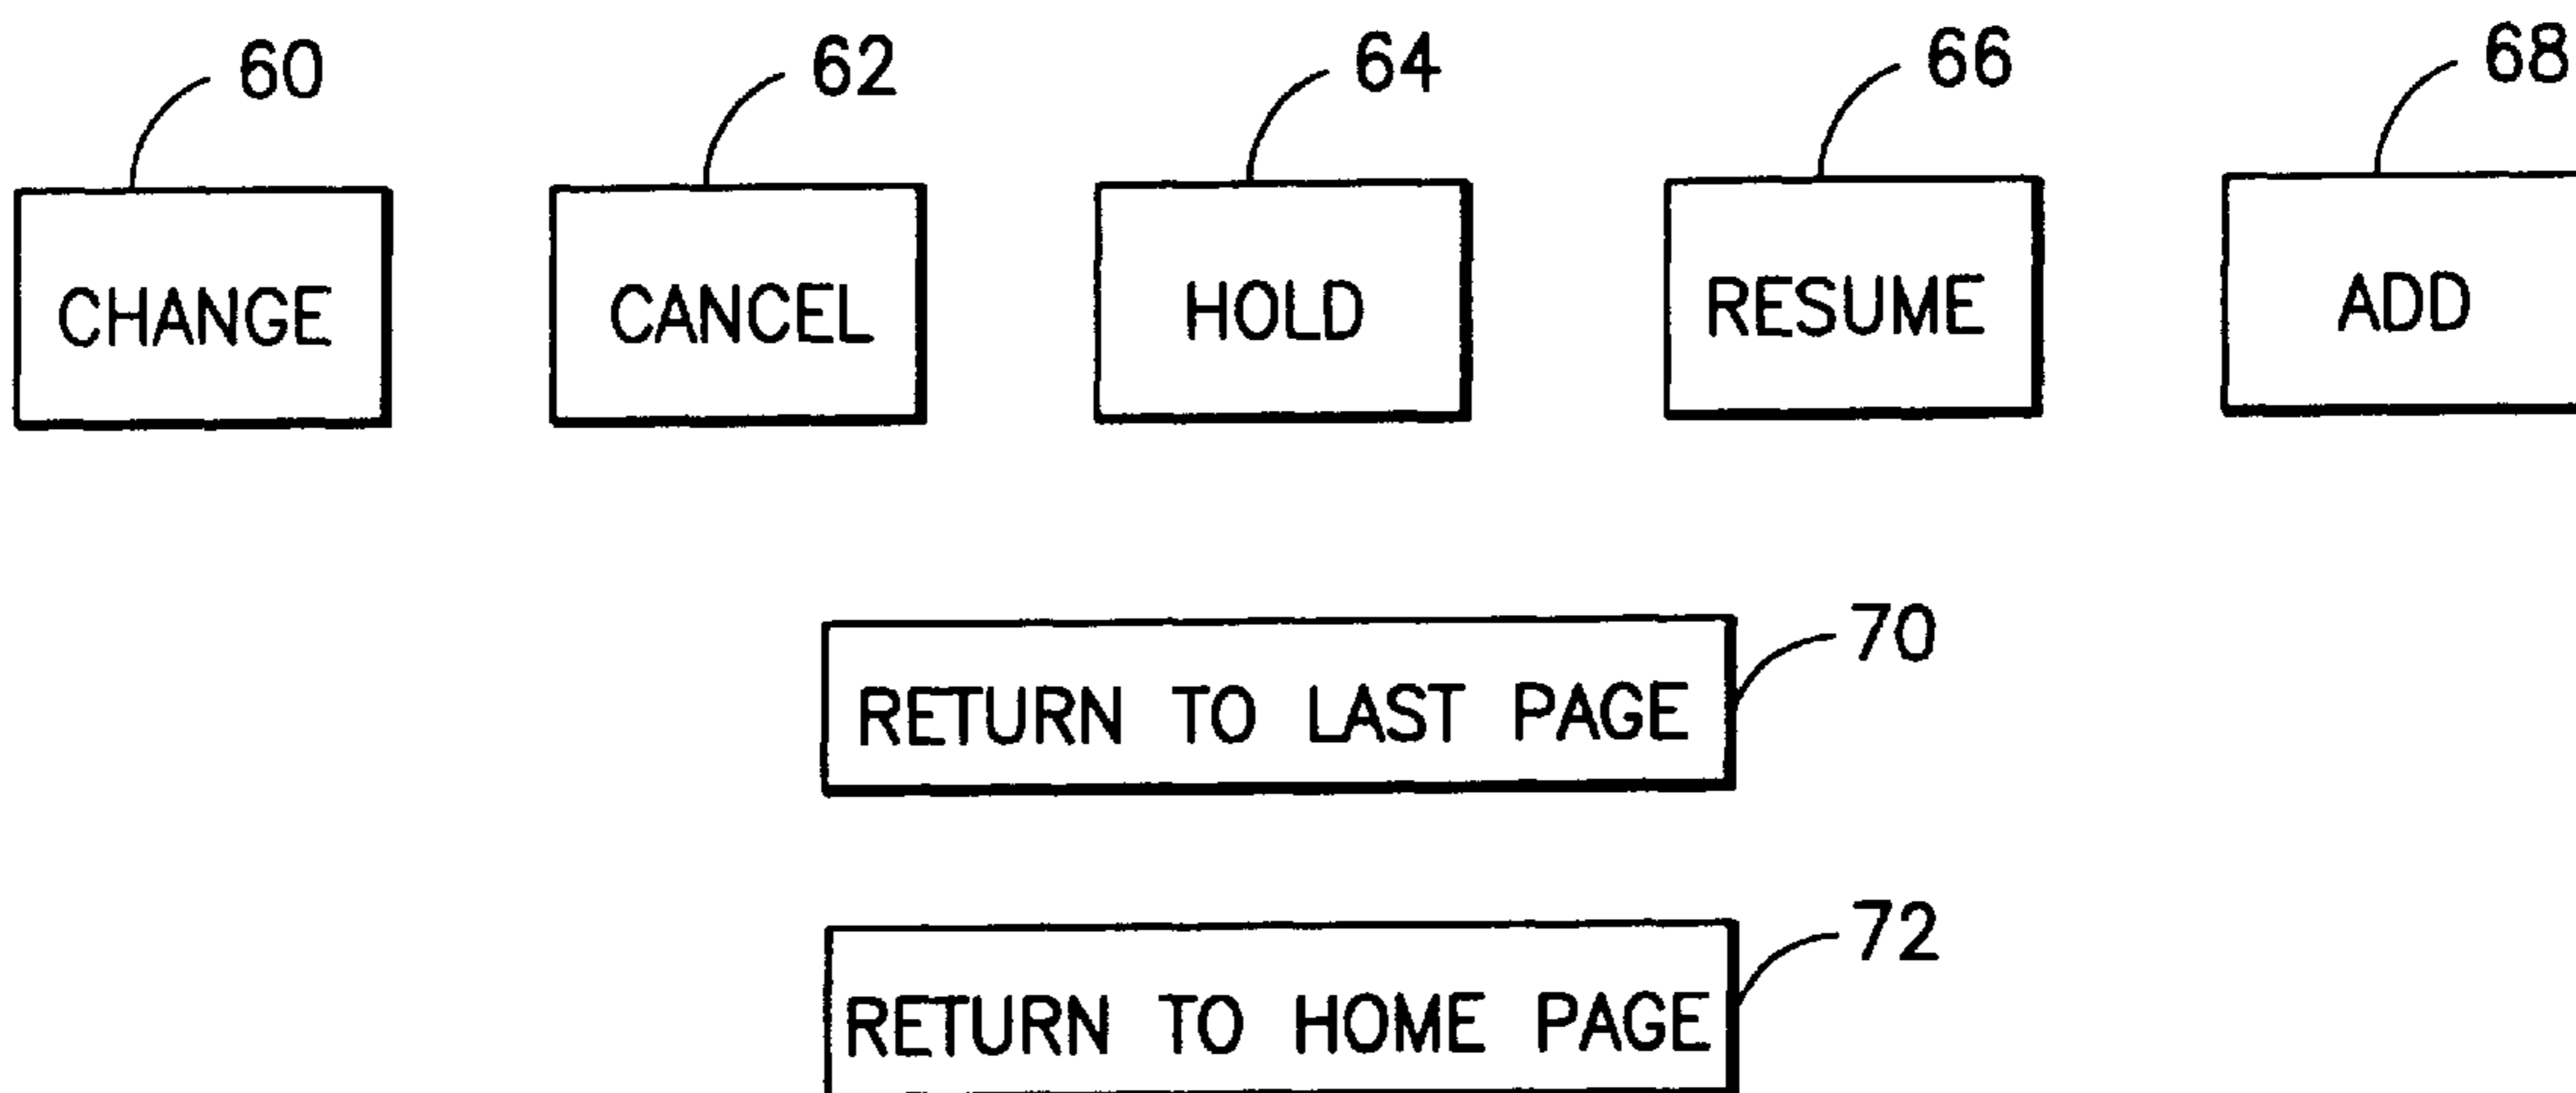 60 62 64 66 68
CHANGE CANCEL HOLD RESUME ADD
70
RETURN TO LAST PAGE
72
RETURN TO HOME PAGE